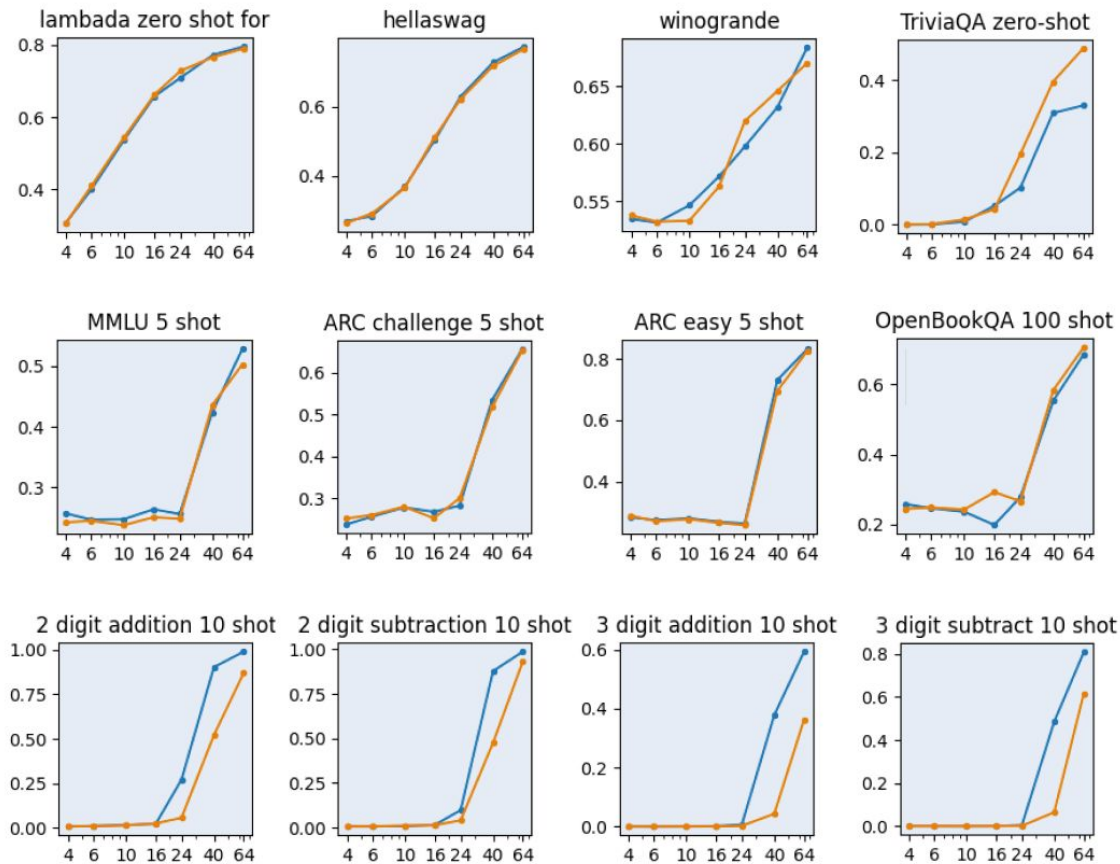 lambada zero shot for
hellaswag
winogrande
TriviaQA zero-shot
0.8
0.6
0.4
4 6 10 16 24 40 64
0.6
0.4
4 6 10 16 24 40 64
0.65
0.60
0.55
4 6 10 16 24 40 64
0.4
0.2
0.0
4 6 10 16 24 40 64
MMLU 5 shot
ARC challenge 5 shot
ARC easy 5 shot
OpenBookQA 100 shot
0.5
0.4
0.3
4 6 10 16 24 40 64
0.6
0.5
0.4
0.3
4 6 10 16 24 40 64
0.8
0.6
0.4
4 6 10 16 24 40 64
0.6
0.4
0.2
4 6 10 16 24 40 64
2 digit addition 10 shot
2 digit subtraction 10 shot
3 digit addition 10 shot
3 digit subtract 10 shot
1.00
0.75
0.50
0.25
0.00
4 6 10 16 24 40 64
1.00
0.75
0.50
0.25
0.00
4 6 10 16 24 40 64
0.6
0.4
0.2
0.0
4 6 10 16 24 40 64
0.8
0.6
0.4
0.2
0.0
4 6 10 16 24 40 64